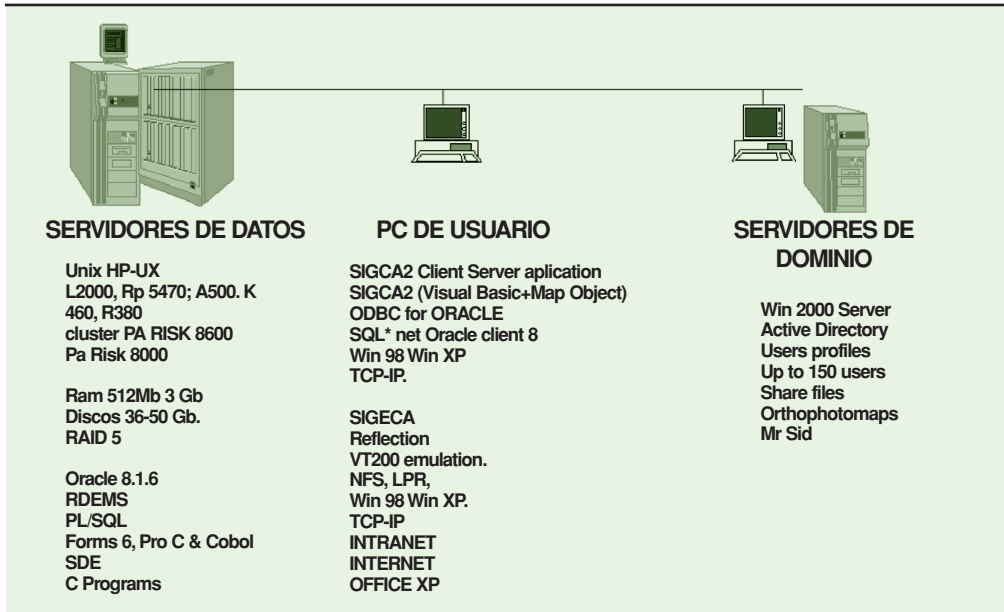 SERVIDORES DE DATOS
Unix HP-UX
L2000, Rp 5470; A500. K
460, R380
cluster PA RISK 8600
Pa Risk 8000
Ram 512Mb 3 Gb
Discos 36-50 Gb.
RAID 5
Oracle 8.1.6
RDEMS
PL/SQL
Forms 6, Pro C & Cobol
SDE
C Programs
PC DE USUARIO
SIGCA2 Client Server aplication
SIGCA2 (Visual Basic+Map Object)
ODBC for ORACLE
SQL* net Oracle client 8
Win 98 Win XP
TCP-IP.
SIGECA
Reflection
VT200 emulation.
NFS, LPR,
Win 98 Win XP.
TCP-IP
INTRANET
INTERNET
OFFICE XP
SERVIDORES DE
DOMINIO
Win 2000 Server
Active Directory
Users profiles
Up to 150 users
Share files
Orthophotomaps
Mr Sid